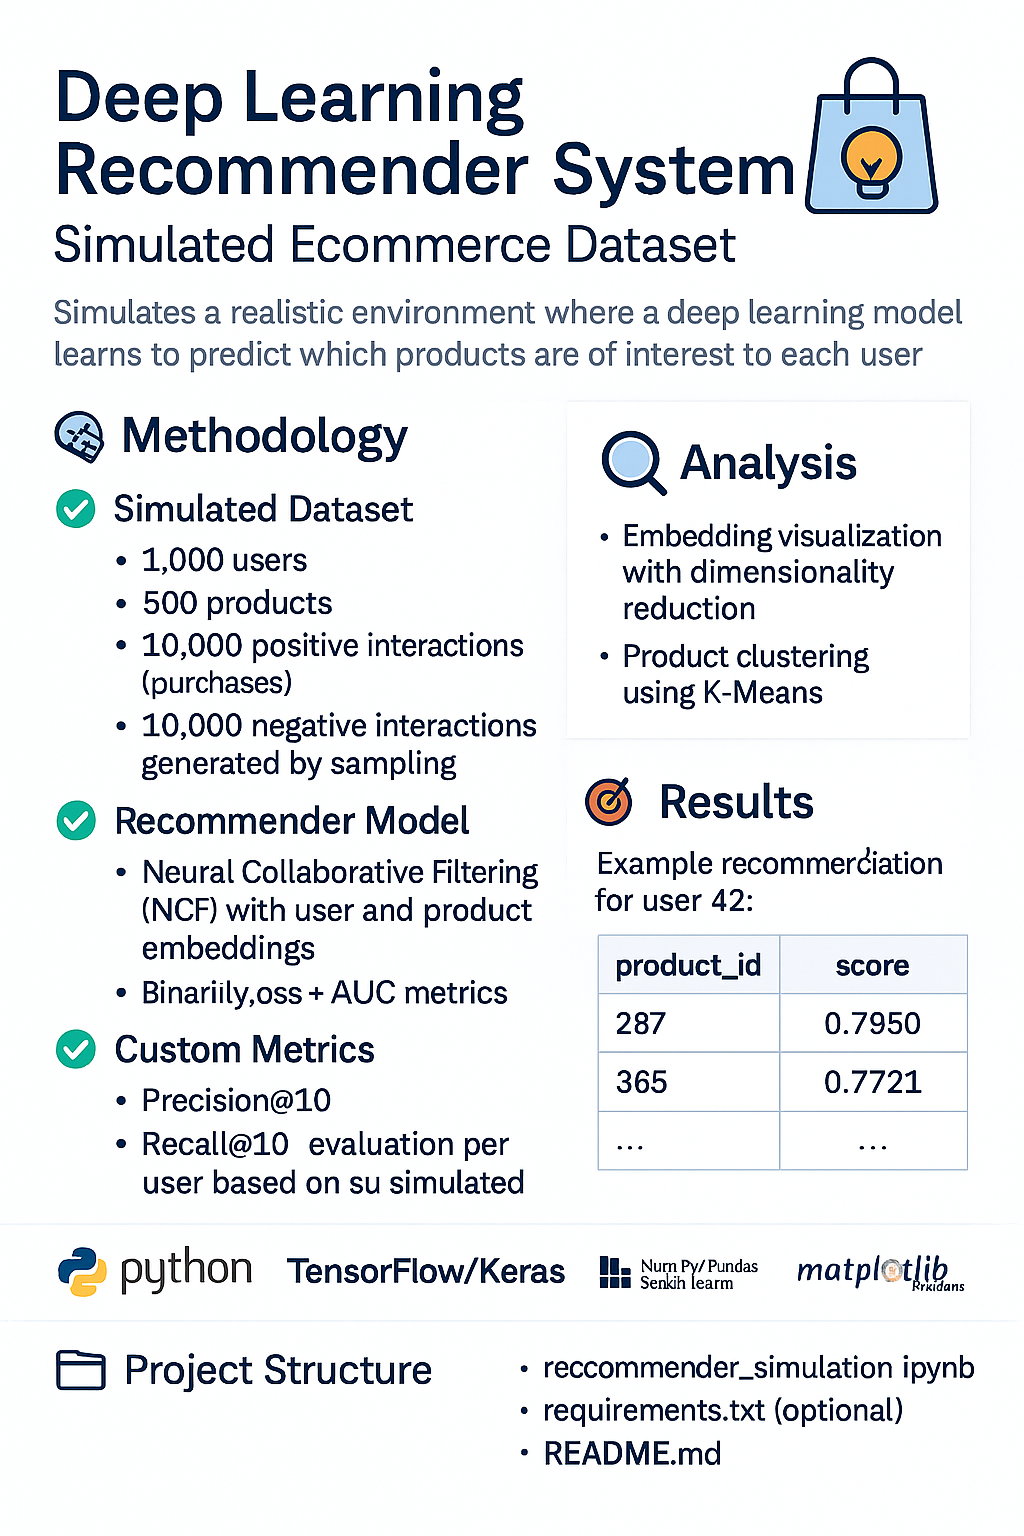 Deep Learning
Recommender System
Simulated Ecommerce Dataset
Simulates a realistic environment where a deep learning model
learns to predict which products are of interest to each user
Methodology
Simulated Dataset
• 1,000 users
• 500 products
• 10,000 positive interactions
(purchases)
• 10,000 negative interactions
generated by sampling
Recommender Model
• Neural Collaborative Filtering
(NCF) with user and product
embeddings
• Binarily,oss + AUC metrics
Custom Metrics
• Precision@10
• Recall@10 evaluation per
user based on su simulated
Analysis
• Embedding visualization
with dimensionality
reduction
• Product clustering
using K-Means
Results
Example recommerciation
for user 42:
product_id score
287 0.7950
365 0.7721
... ...
python
TensorFlow/Keras
Num Py/Pundas
Senkih learm
matplotlib
Project Structure
• reccommender_simulation ipynb
• requirements.txt (optional)
• README.md